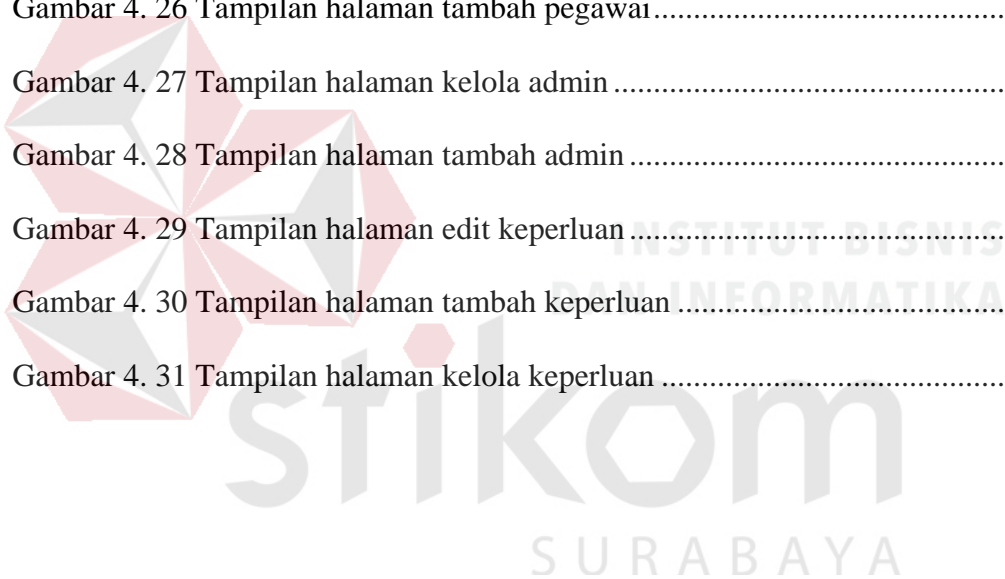 Gambar 4. 26 Tampilan halaman tambah pegawai....................................
Gambar 4. 27 Tampilan halaman kelola admin.........................................
Gambar 4. 28 Tampilan halaman tambah admin.......................................
Gambar 4. 29 Tampilan halaman edit keperluan.......................................
Gambar 4. 30 Tampilan halaman tambah keperluan..................................
Gambar 4. 31 Tampilan halaman kelola keperluan....................................
INSTITUT BISNIS
DAN INFORMATIKA
stikom
SURABAYA